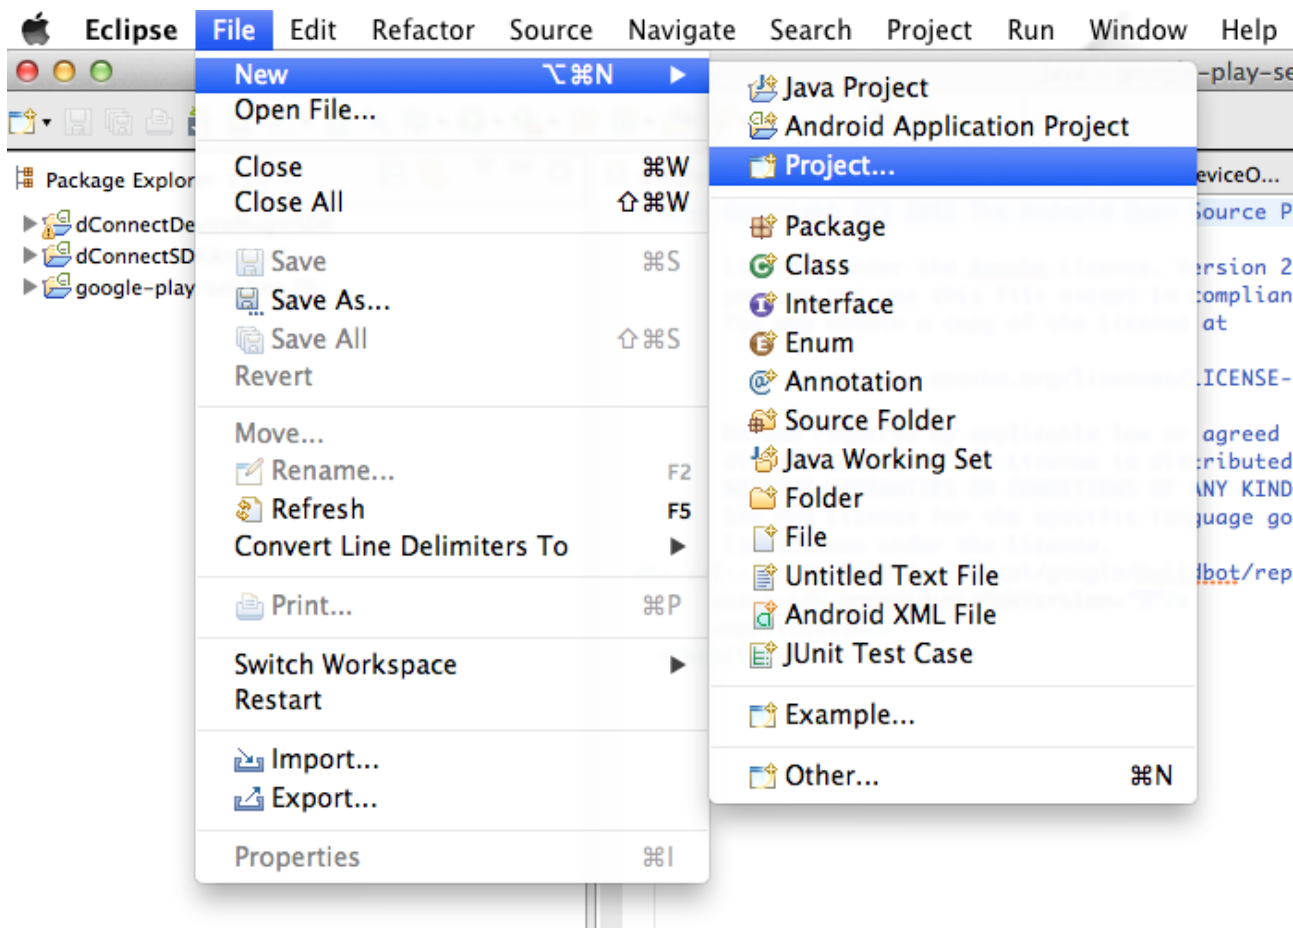 Eclipse File Edit Refactor Source Navigate Search Project Run Window Help
-play-se
Package Explor
dConnectDe
dConnectSD
google-play
New ⌥⌘N
Open File...
Close ⌘W
Close All ⇧⌘W
Save ⌘S
Save As...
Save All ⇧⌘S
Revert
Move...
Rename... F2
Refresh F5
Convert Line Delimiters To
Print... ⌘P
Switch Workspace
Restart
Import...
Export...
Properties ⌘I
Java Project
Android Application Project
Project...
Package
Class
Interface
Enum
Annotation
Source Folder
Java Working Set
Folder
File
Untitled Text File
Android XML File
JUnit Test Case
Example...
Other... ⌘N
eviceO...
Source P
ersion 2
complian
at
LICENSE-
agreed
tributed
ANY KIND
guage go
dbot/rep